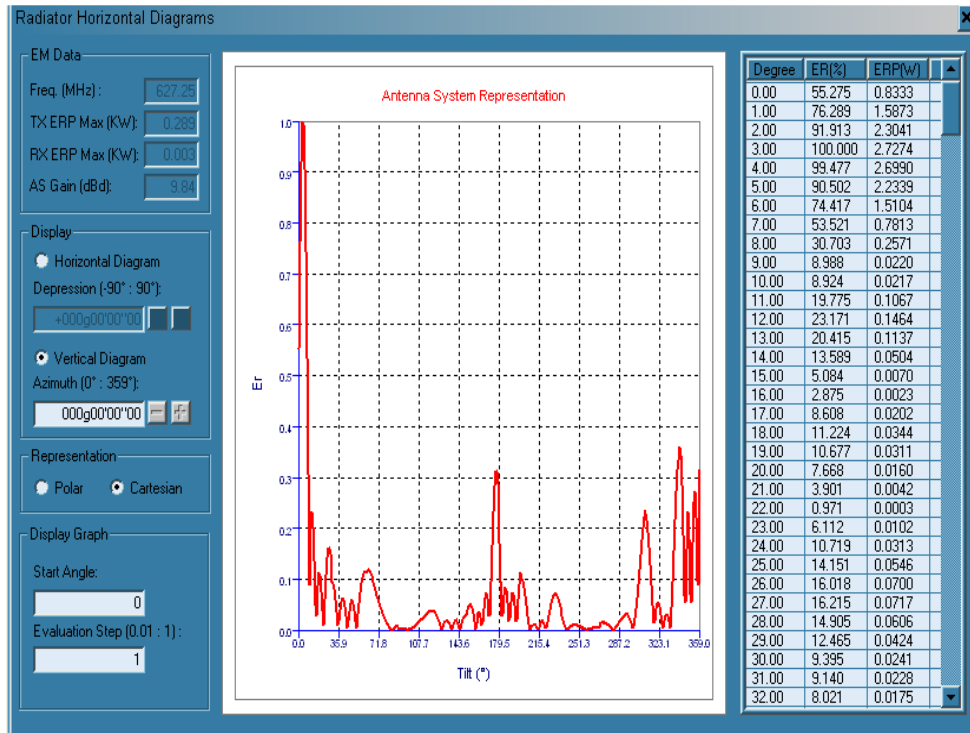 Radiator Horizontal Diagrams
EM Data
Freq. (MHz) : 627.25
TX ERP Max (KW): 0.289
RX ERP Max (KW): 0.003
AS Gain (dBd): 9.84
Display
Horizontal Diagram
Depression (-90° : 90°):
+000g00'00''00
Vertical Diagram
Azimuth (0° : 359°):
000g00'00''00
Representation
Polar Cartesian
Display Graph
Start Angle:
0
Evaluation Step (0.01 : 1) :
1
Antenna System Representation
1.0
0.9
0.8
0.7
0.6
0.5
0.4
0.3
0.2
0.1
0.0
Er
0.0 35.9 71.8 107.7 143.6 179.5 215.4 251.3 287.2 323.1 359.0
Tilt (°)
Degree ER(%) ERP(W)
0.00 55.275 0.8333
1.00 76.289 1.5873
2.00 91.913 2.3041
3.00 100.000 2.7274
4.00 99.477 2.6990
5.00 90.502 2.2339
6.00 74.417 1.5104
7.00 53.521 0.7813
8.00 30.703 0.2571
9.00 8.988 0.0220
10.00 8.924 0.0217
11.00 19.775 0.1067
12.00 23.171 0.1464
13.00 20.415 0.1137
14.00 13.589 0.0504
15.00 5.084 0.0070
16.00 2.875 0.0023
17.00 8.608 0.0202
18.00 11.224 0.0344
19.00 10.677 0.0311
20.00 7.668 0.0160
21.00 3.901 0.0042
22.00 0.971 0.0003
23.00 6.112 0.0102
24.00 10.719 0.0313
25.00 14.151 0.0546
26.00 16.018 0.0700
27.00 16.215 0.0717
28.00 14.905 0.0606
29.00 12.465 0.0424
30.00 9.395 0.0241
31.00 9.140 0.0228
32.00 8.021 0.0175